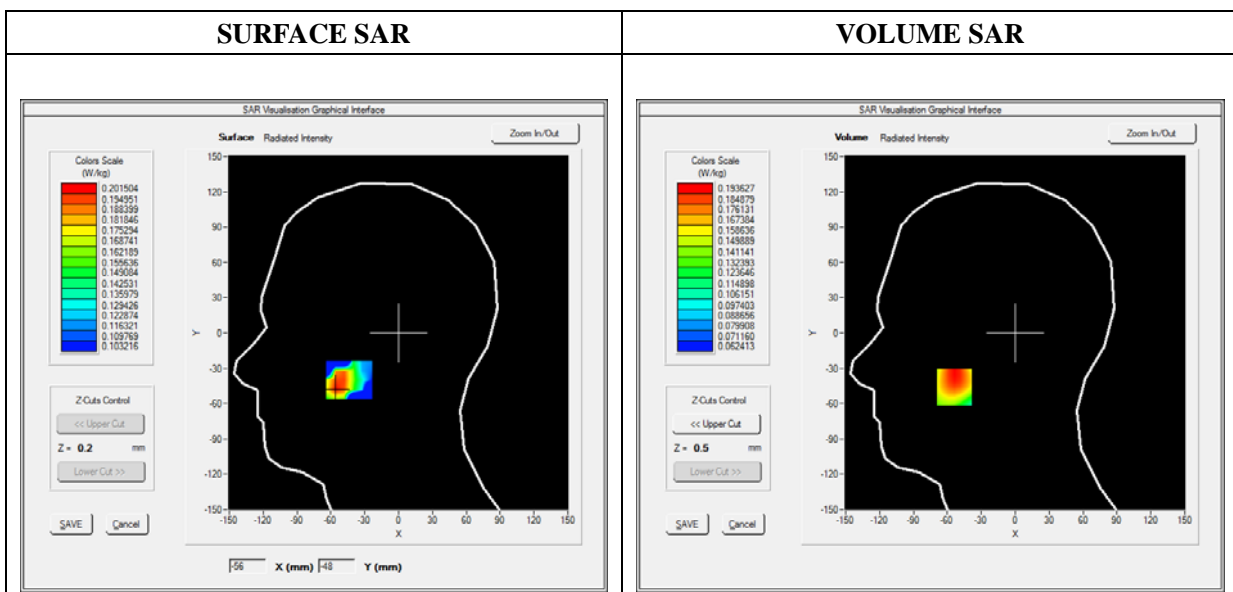 SURFACE SAR
VOLUME SAR
SAR Visualisation Graphical Interface
Surface Radiated Intensity
Zoom In/Out
Colors Scale
(W/kg)
0.201504
0.194951
0.188399
0.181846
0.175294
0.168741
0.162189
0.155636
0.149084
0.142531
0.135979
0.129426
0.122874
0.116321
0.109769
0.103216
150
120
90
60
30
Y
0
-30
-60
-90
-120
-150
-150 -120 -90 -60 -30 0 30 60 90 120 150
X
Z-Cuts Control
<< Upper Cut
Z = 0.2 mm
Lower Cut >>
SAVE Cancel
-56 X (mm) -48 Y (mm)
SAR Visualisation Graphical Interface
Volume Radiated Intensity
Zoom In/Out
Colors Scale
(W/kg)
0.193627
0.184879
0.176131
0.167384
0.158636
0.149889
0.141141
0.132393
0.123646
0.114898
0.106151
0.097403
0.088656
0.079908
0.071160
0.062413
150
120
90
60
30
Y
0
-30
-60
-90
-120
-150
-150 -120 -90 -60 -30 0 30 60 90 120 150
X
Z-Cuts Control
<< Upper Cut
Z = 0.5 mm
Lower Cut >>
SAVE Cancel